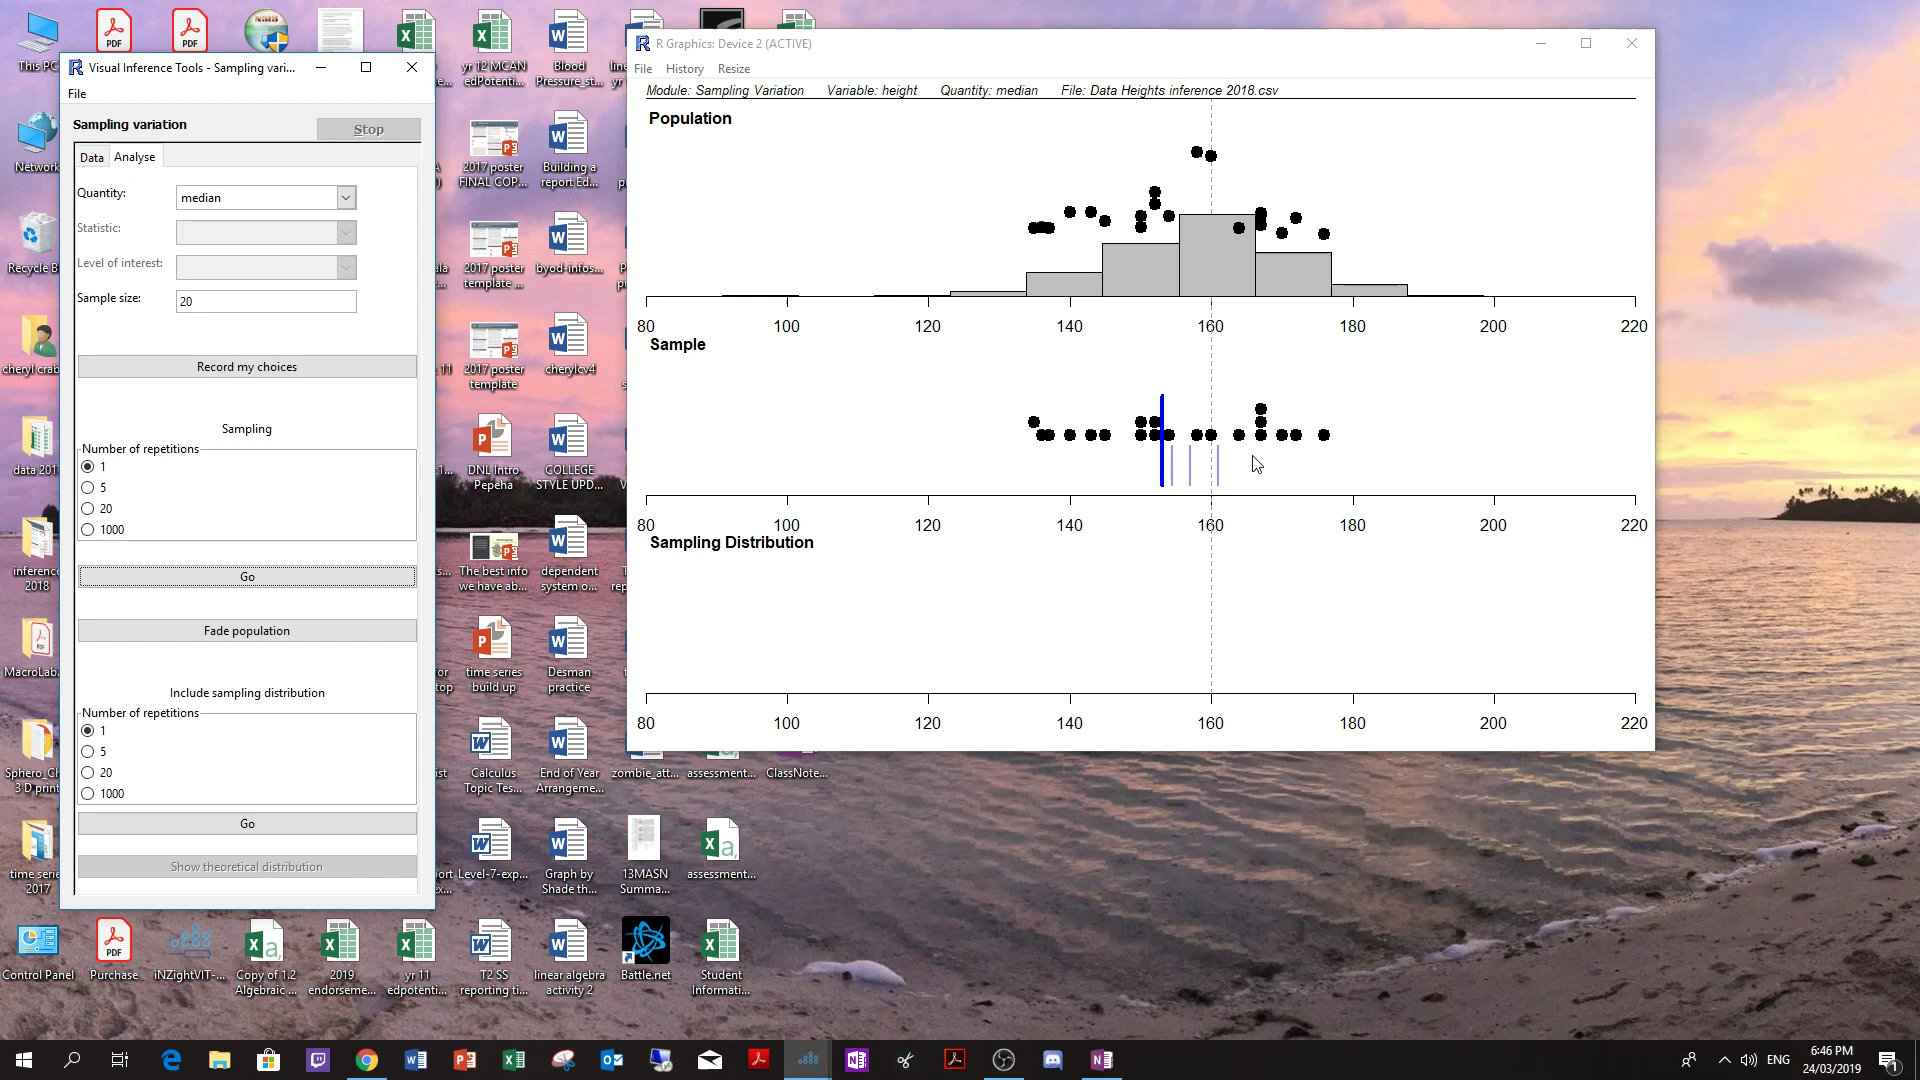 This PC
Network
Recycle B
cheryl crab
data 201
inference
2018
MacroLab
Sphero_Ch
3 D print
time serie
2017
Control Panel
Purchase
iNZightVIT-...
Copy of 1.2
Algebraic ...
2019
endorseme...
yr 11
edpotenti...
T2 SS
reporting ti...
linear algebra
activity 2
Battle.net
Student
Informati...
Visual Inference Tools - Sampling vari...
File
Sampling variation
Stop
Data
Analyse
Quantity:
median
Statistic:
Level of interest:
Sample size:
20
Record my choices
Sampling
Number of repetitions
1
5
20
1000
Go
Fade population
Include sampling distribution
Number of repetitions
1
5
20
1000
Go
Show theoretical distribution
yr 12 MCAN
edPotenti...
Blood
Pressure_st...
2017 poster
FINAL COP...
Building a
report Ed...
2017 poster
template ...
byod-infos...
2017 poster
template
cherylcv4
DNL Intro
Pepeha
COLLEGE
STYLE UPD...
The best info
we have ab...
dependent
system o...
time series
build up
Desman
practice
Calculus
Topic Tes...
End of Year
Arrangeme...
zombie_att...
assessment...
ClassNote...
Level-7-exp...
Graph by
Shade th...
13MASN
Summa...
assessment...
R Graphics: Device 2 (ACTIVE)
File History Resize
Module: Sampling Variation Variable: height Quantity: median File: Data Heights inference 2018.csv
Population
80 100 120 140 160 180 200 220
Sample
80 100 120 140 160 180 200 220
Sampling Distribution
80 100 120 140 160 180 200 220
ENG
6:46 PM
24/03/2019